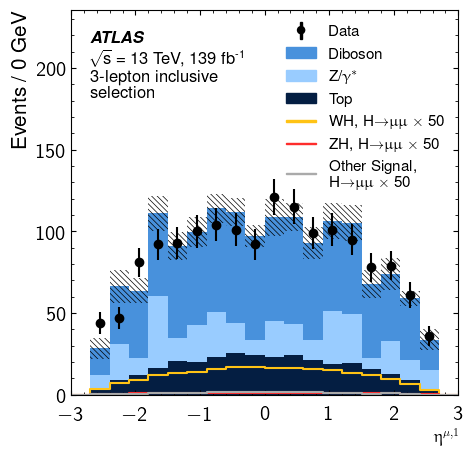 ATLAS
√s = 13 TeV, 139 fb⁻¹
3-lepton inclusive
selection
Data
Diboson
Z/γ*
Top
WH, H→μμ × 50
ZH, H→μμ × 50
Other Signal,
H→μμ × 50
Events / 0 GeV
200
150
100
50
0
−3 −2 −1 0 1 2 3
η^{μ,1}